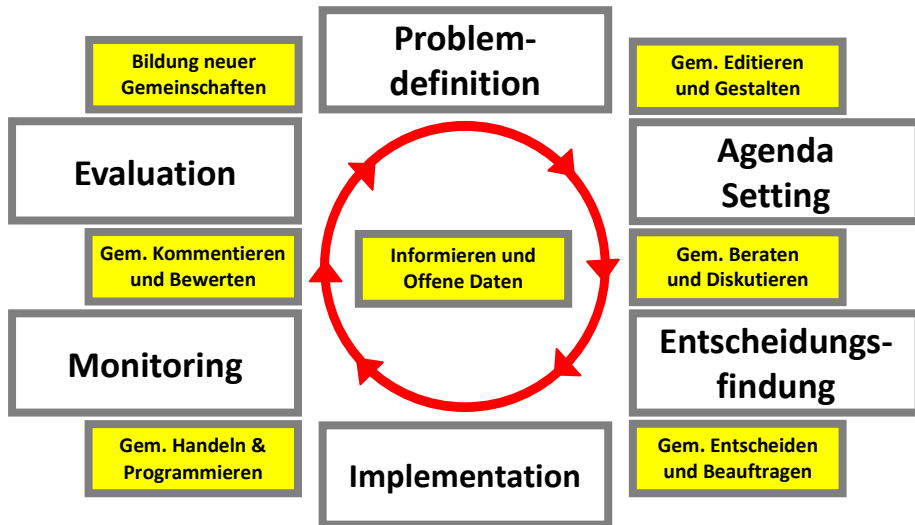 Problem-
definition
Gem. Editieren
und Gestalten
Agenda
Setting
Gem. Beraten
und Diskutieren
Entscheidungs-
findung
Gem. Entscheiden
und Beauftragen
Implementation
Gem. Handeln &
Programmieren
Monitoring
Gem. Kommentieren
und Bewerten
Evaluation
Bildung neuer
Gemeinschaften
Informieren und
Offene Daten